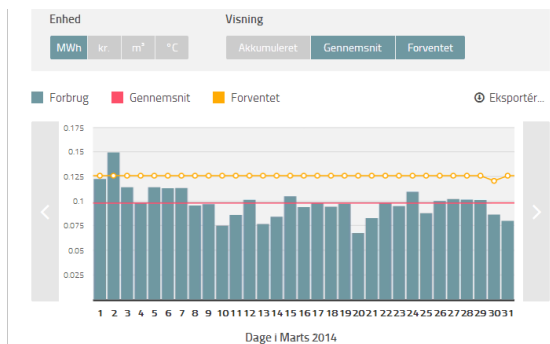 Enhed Visning
MWh kr m³ °C Akkumuleret Gennemsnit Forventet
Forbrug Gennemsnit Forventet Eksportér...
0.175
0.15
0.125
0.1
0.075
0.05
0.025
1 2 3 4 5 6 7 8 9 10 11 12 13 14 15 16 17 18 19 20 21 22 23 24 25 26 27 28 29 30 31
Dage i Marts 2014